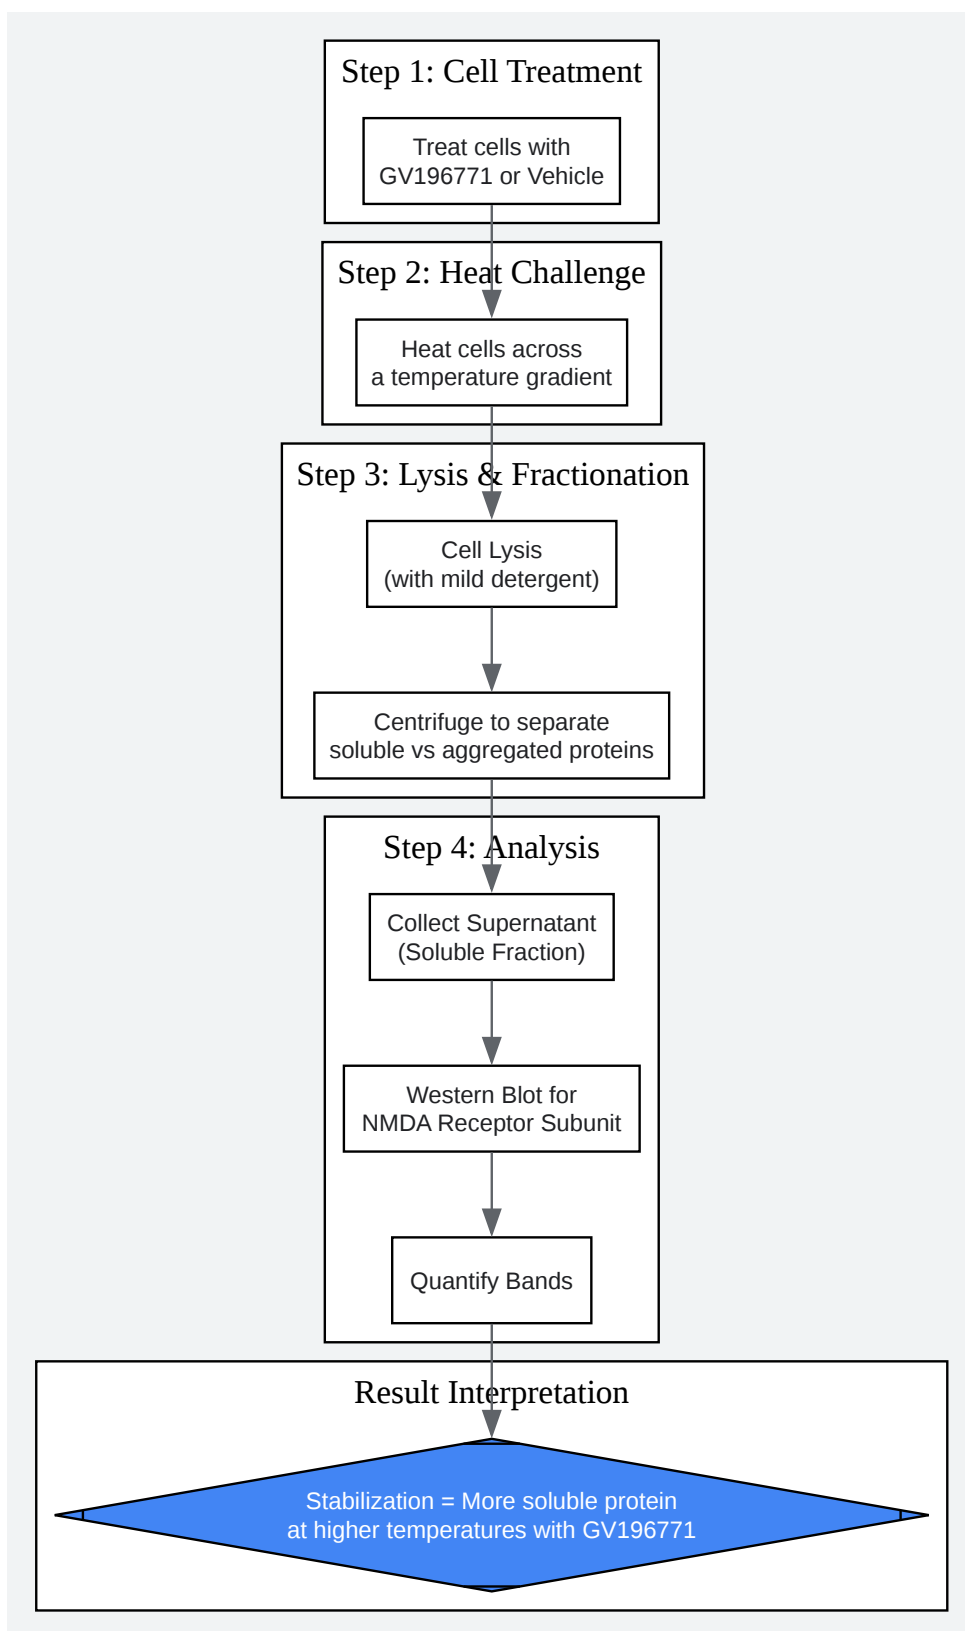 Step 1: Cell Treatment
Treat cells with
GV196771 or Vehicle
Step 2: Heat Challenge
Heat cells across
a temperature gradient
Step 3: Lysis & Fractionation
Cell Lysis
(with mild detergent)
Centrifuge to separate
soluble vs aggregated proteins
Step 4: Analysis
Collect Supernatant
(Soluble Fraction)
Western Blot for
NMDA Receptor Subunit
Quantify Bands
Result Interpretation
Stabilization = More soluble protein
at higher temperatures with GV196771